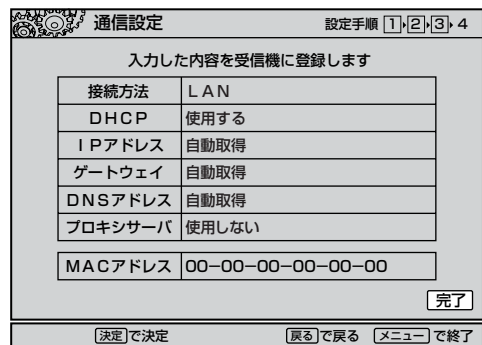 通信設定 設定手順 1▶2▶3▶4
入力した内容を受信機に登録します
接続方法 LAN
DHCP 使用する
IPアドレス 自動取得
ゲートウェイ 自動取得
DNSアドレス 自動取得
プロキシサーバ 使用しない
MACアドレス 00−00−00−00−00−00
完了
決定で決定 戻るで戻る メニューで終了